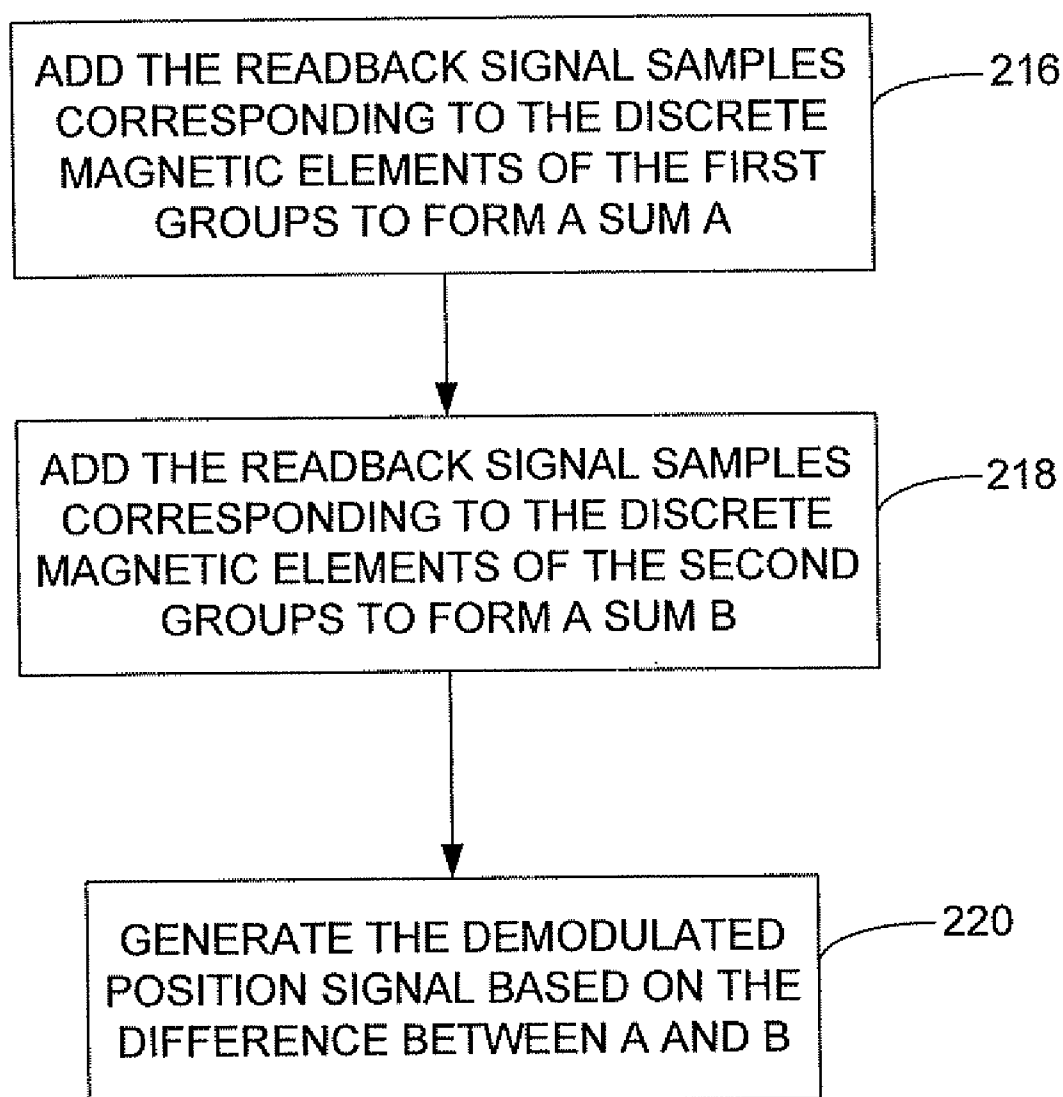 ADD THE READBACK SIGNAL SAMPLES
CORRESPONDING TO THE DISCRETE
MAGNETIC ELEMENTS OF THE FIRST
GROUPS TO FORM A SUM A
216
ADD THE READBACK SIGNAL SAMPLES
CORRESPONDING TO THE DISCRETE
MAGNETIC ELEMENTS OF THE SECOND
GROUPS TO FORM A SUM B
218
GENERATE THE DEMODULATED
POSITION SIGNAL BASED ON THE
DIFFERENCE BETWEEN A AND B
220